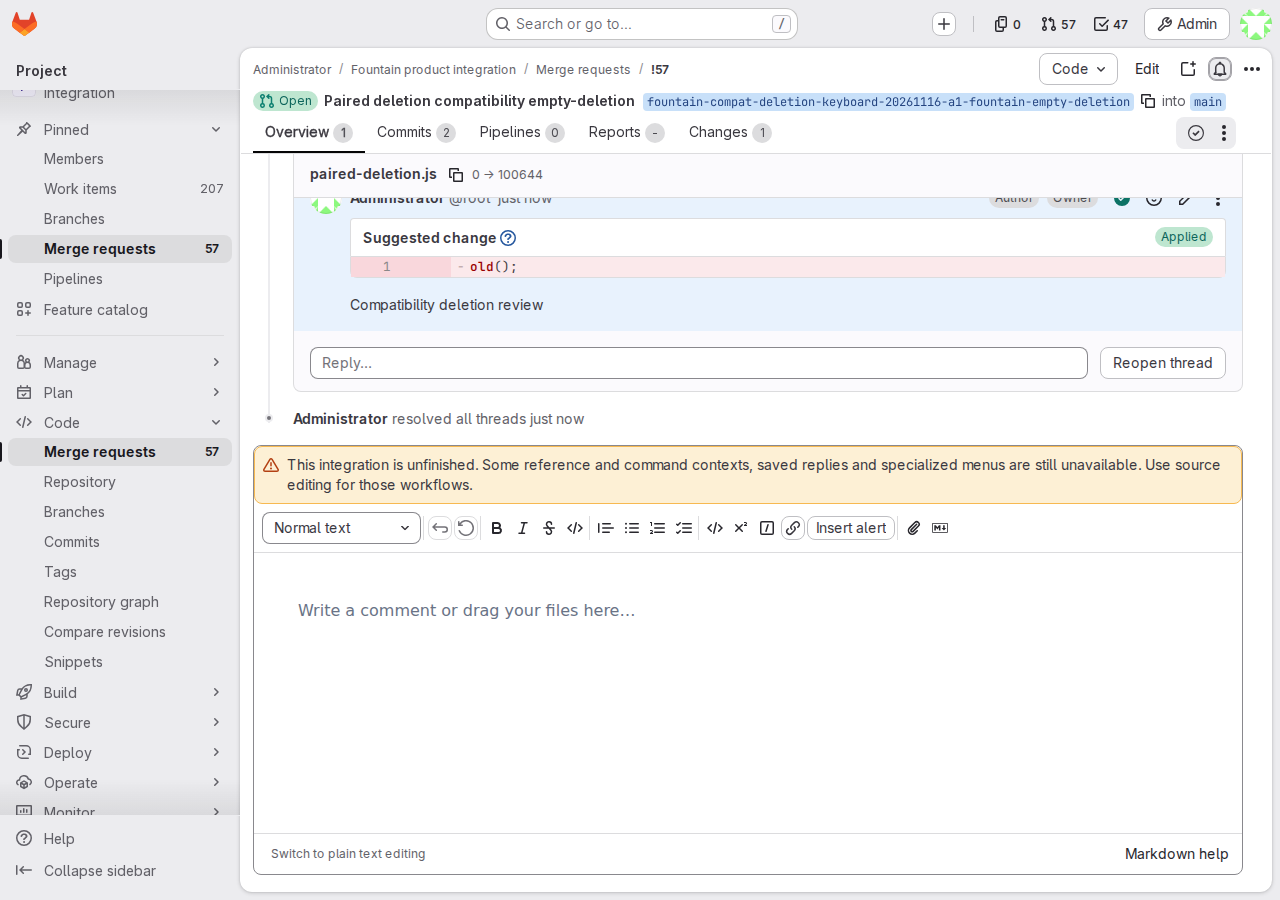 Search or go to...
/
0
57
47
Admin
Project
Integration
Pinned
Members
Work items 207
Branches
Merge requests 57
Pipelines
Feature catalog
Manage
Plan
Code
Merge requests 57
Repository
Branches
Commits
Tags
Repository graph
Compare revisions
Snippets
Build
Secure
Deploy
Operate
Monitor
Help
Collapse sidebar
Administrator / Fountain product integration / Merge requests / !57
Code
Edit
Open Paired deletion compatibility empty-deletion fountain-compat-deletion-keyboard-20261116-a1-fountain-empty-deletion into main
Overview 1 Commits 2 Pipelines 0 Reports - Changes 1
paired-deletion.js 0 → 100644
Administrator @root just now Author Owner
Suggested change Applied
1 - old();
Compatibility deletion review
Reply...
Reopen thread
Administrator resolved all threads just now
This integration is unfinished. Some reference and command contexts, saved replies and specialized menus are still unavailable. Use source
editing for those workflows.
Normal text
Insert alert
Write a comment or drag your files here...
Switch to plain text editing
Markdown help